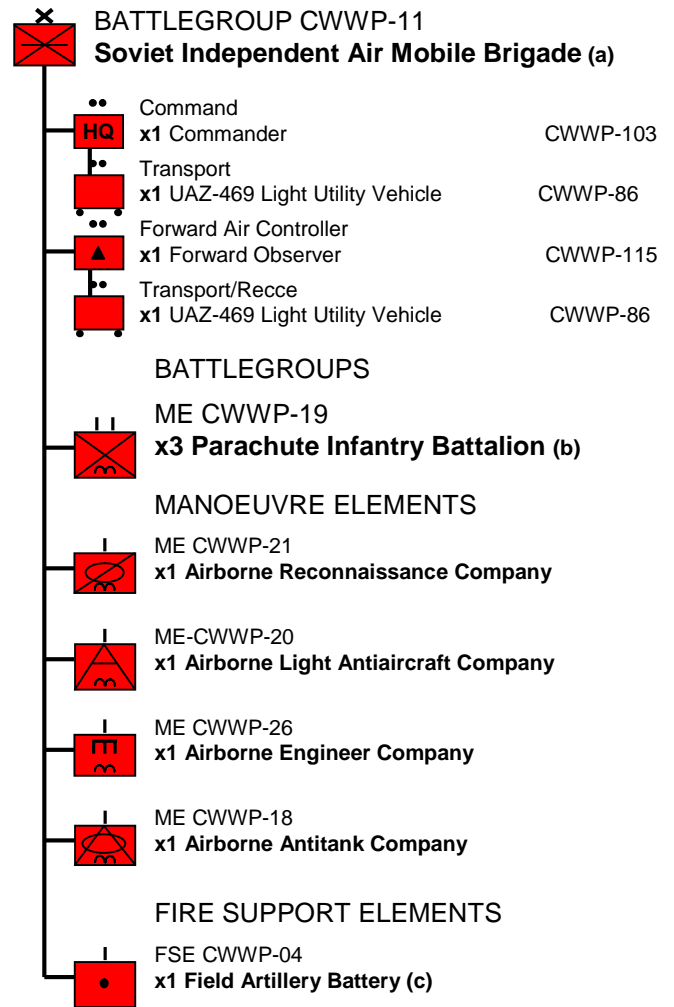 BATTLEGROUP CWWP-11
Soviet Independent Air Mobile Brigade (a)
Command
HQ x1 Commander CWWP-103
Transport
x1 UAZ-469 Light Utility Vehicle CWWP-86
Forward Air Controller
x1 Forward Observer CWWP-115
Transport/Recce
x1 UAZ-469 Light Utility Vehicle CWWP-86
BATTLEGROUPS
ME CWWP-19
x3 Parachute Infantry Battalion (b)
MANOEUVRE ELEMENTS
ME CWWP-21
x1 Airborne Reconnaissance Company
ME-CWWP-20
x1 Airborne Light Antiaircraft Company
ME CWWP-26
x1 Airborne Engineer Company
ME CWWP-18
x1 Airborne Antitank Company
FIRE SUPPORT ELEMENTS
FSE CWWP-04
x1 Field Artillery Battery (c)